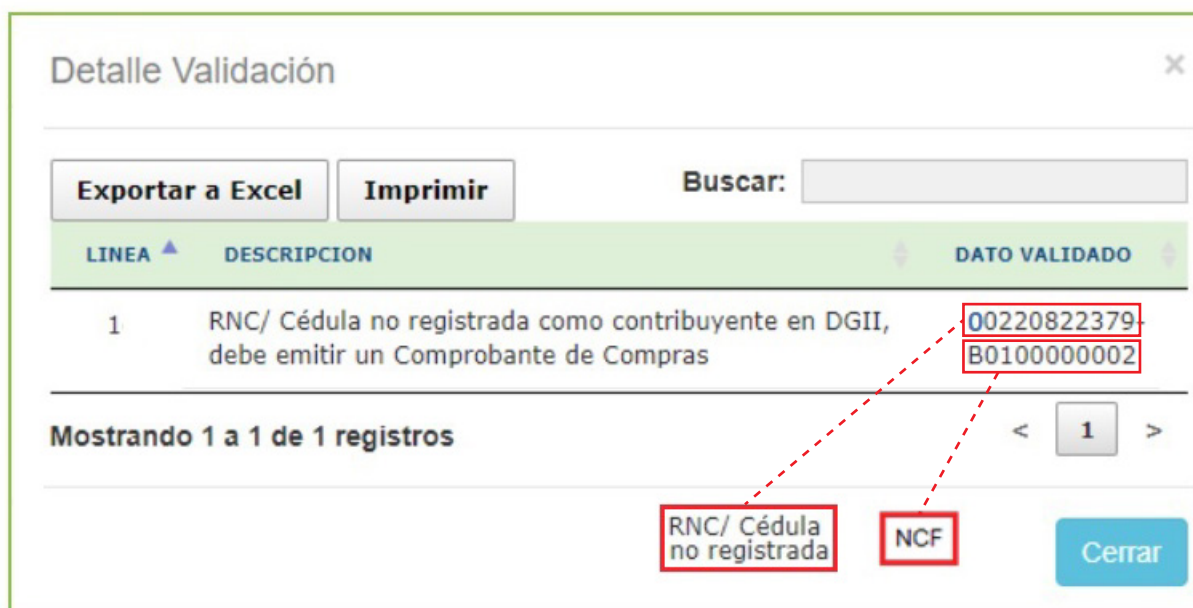 Detalle Validación
×
Exportar a Excel Imprimir Buscar:
LINEA DESCRIPCION DATO VALIDADO
1 RNC/ Cédula no registrada como contribuyente en DGII, 00220822379-
debe emitir un Comprobante de Compras B0100000002
Mostrando 1 a 1 de 1 registros < 1 >
RNC/ Cédula
no registrada
NCF
Cerrar